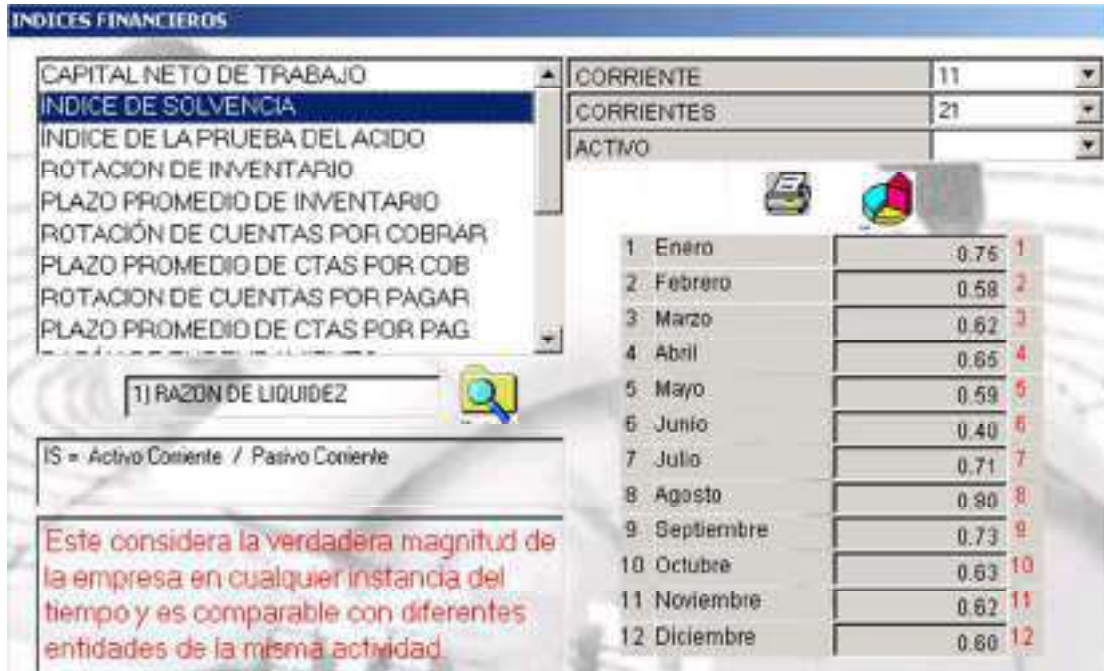 INDICES FINANCIEROS
CAPITAL NETO DE TRABAJO
INDICE DE SOLVENCIA
ÍNDICE DE LA PRUEBA DEL ACIDO
ROTACION DE INVENTARIO
PLAZO PROMEDIO DE INVENTARIO
ROTACIÓN DE CUENTAS POR COBRAR
PLAZO PROMEDIO DE CTAS POR COB
ROTACION DE CUENTAS POR PAGAR
PLAZO PROMEDIO DE CTAS POR PAG
1) RAZON DE LIQUIDEZ
IS = Activo Corriente / Pasivo Corriente
Este considera la verdadera magnitud de
la empresa en cualquier instancia del
tiempo y es comparable con diferentes
entidades de la misma actividad.
CORRIENTE 11
CORRIENTES 21
ACTIVO
1 Enero 1
2 Febrero 0.58 2
3 Marzo 0.62 3
4 Abril 0.65 4
5 Mayo 0.59 5
6 Junio 0.40 6
7 Julio 0.71 7
8 Agosto 8
9 Septiembre 0.73 9
10 Octubre 0.63 10
11 Noviembre 0.62 11
12 Diciembre 0.60 12